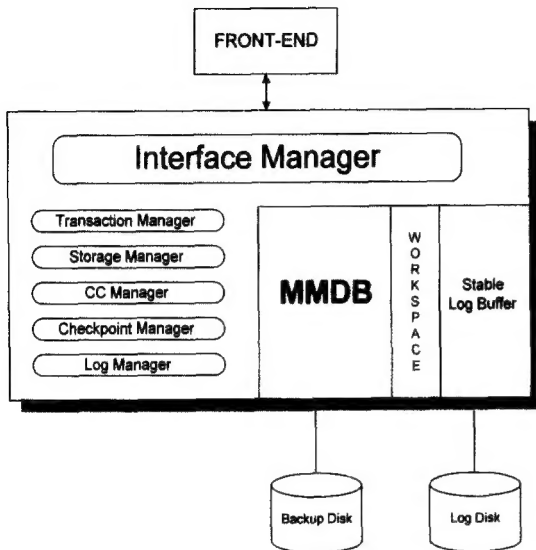 FRONT-END
Interface Manager
Transaction Manager
Storage Manager
CC Manager
Checkpoint Manager
Log Manager
MMDB
WORKSPACE
Stable
Log Buffer
Backup Disk
Log Disk